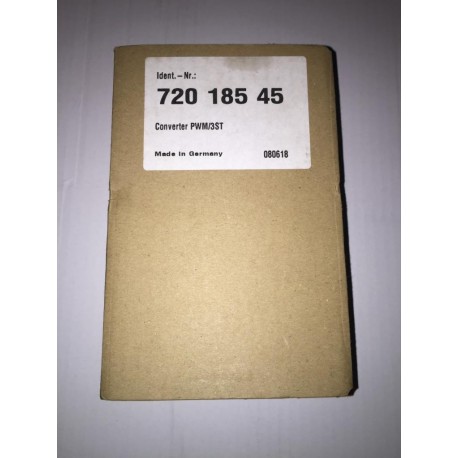 Ident.-Nr.:
720 185 45
Converter PWM/3ST
Made in Germany 080618